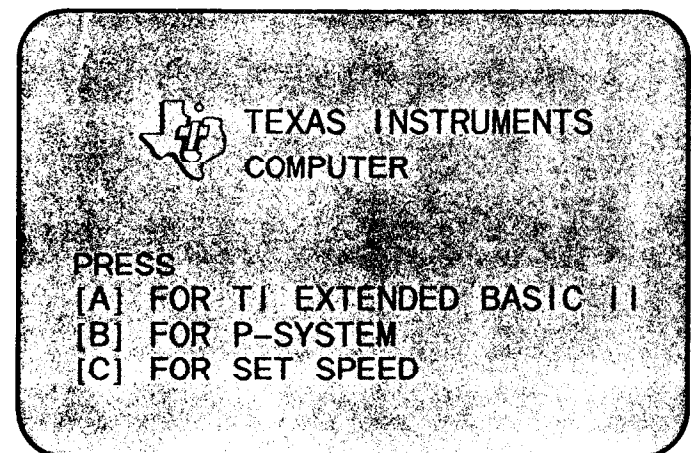 TEXAS INSTRUMENTS
COMPUTER
PRESS
[A] FOR TI EXTENDED BASIC II
[B] FOR P-SYSTEM
[C] FOR SET SPEED